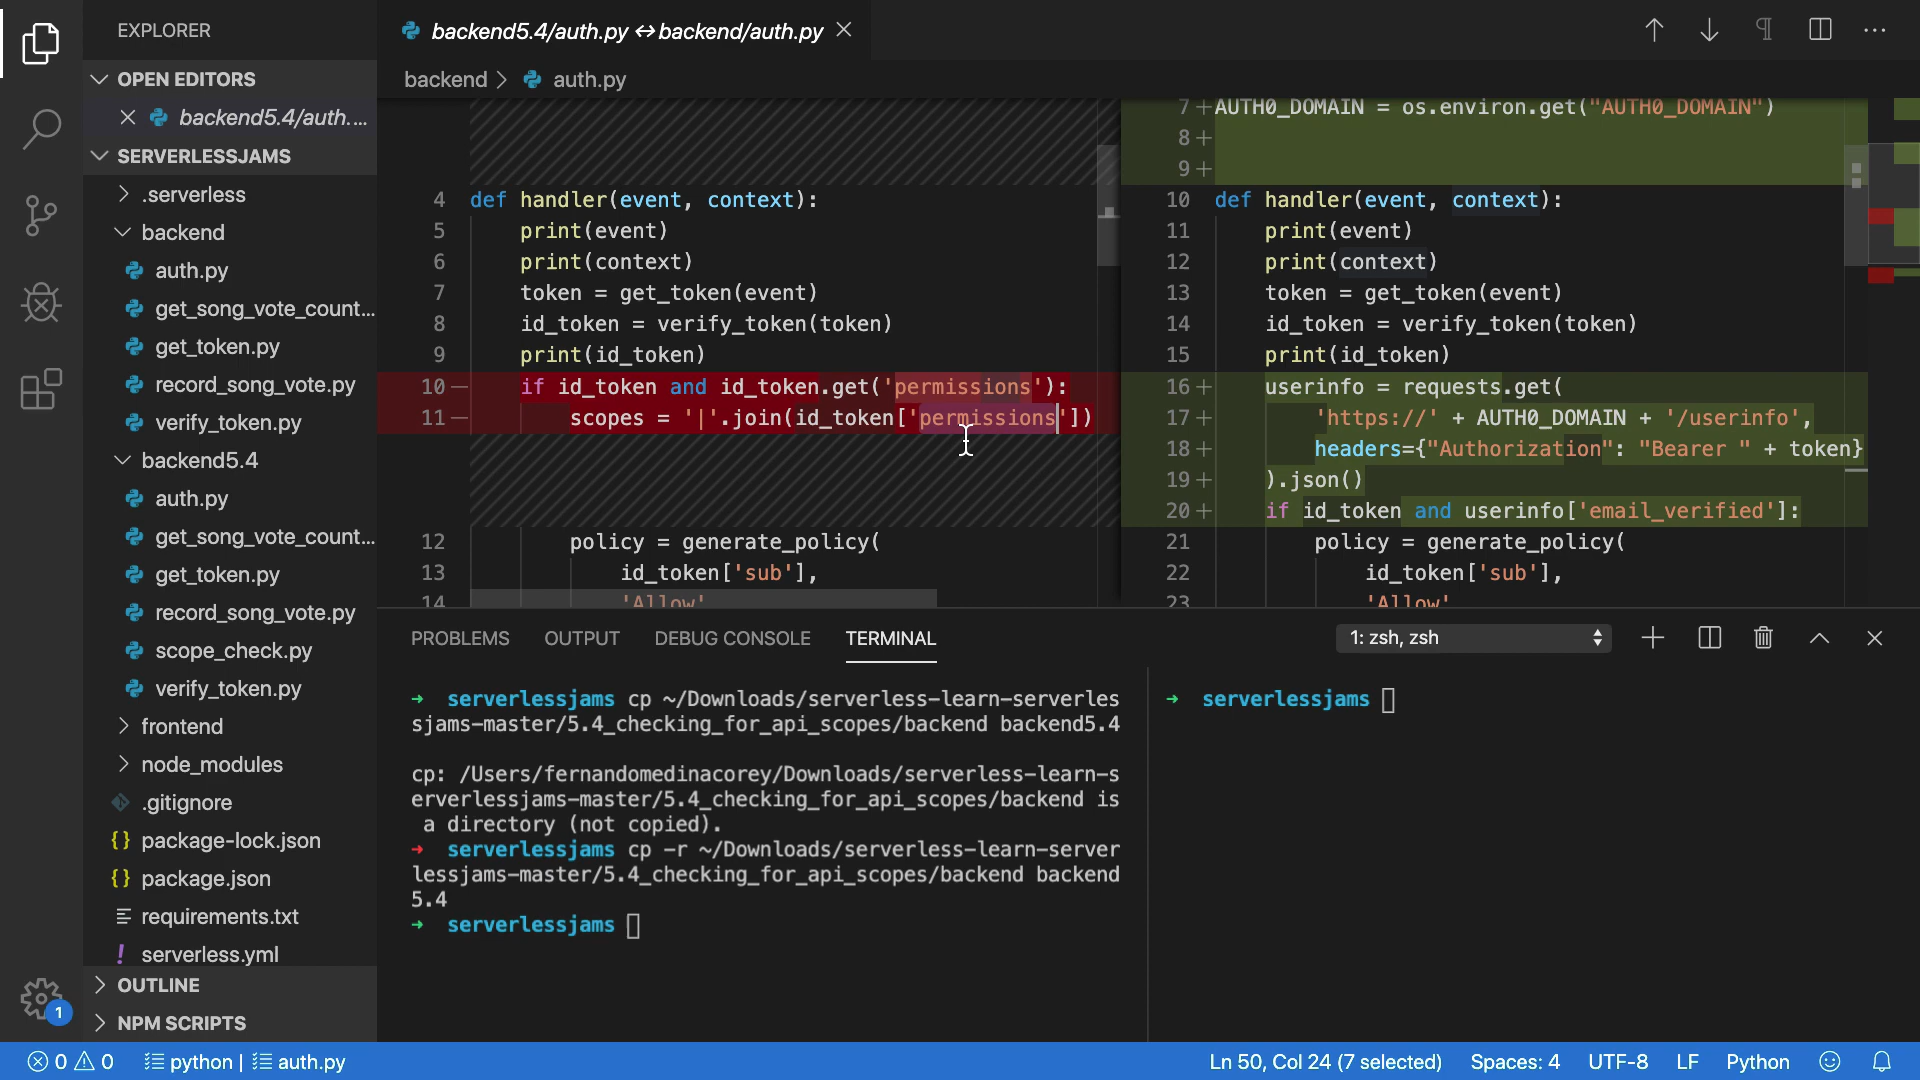 EXPLORER
OPEN EDITORS
backend5.4/auth....
SERVERLESSJAMS
.serverless
backend
auth.py
get_song_vote_count...
get_token.py
record_song_vote.py
verify_token.py
backend5.4
auth.py
get_song_vote_count...
get_token.py
record_song_vote.py
scope_check.py
verify_token.py
frontend
node_modules
.gitignore
{} package-lock.json
{} package.json
requirements.txt
! serverless.yml
OUTLINE
NPM SCRIPTS
1
backend5.4/auth.py ↔ backend/auth.py
backend > auth.py
4 def handler(event, context):
5 print(event)
6 print(context)
7 token = get_token(event)
8 id_token = verify_token(token)
9 print(id_token)
10 — if id_token and id_token.get('permissions'):
11 — scopes = '|'.join(id_token['permissions'])
12 policy = generate_policy(
13 id_token['sub'],
14 'Allow'
7 + AUTH0_DOMAIN = os.environ.get("AUTH0_DOMAIN")
8 +
9 +
10 def handler(event, context):
11 print(event)
12 print(context)
13 token = get_token(event)
14 id_token = verify_token(token)
15 print(id_token)
16 + userinfo = requests.get(
17 + 'https://' + AUTH0_DOMAIN + '/userinfo',
18 + headers={"Authorization": "Bearer " + token}
19 + ).json()
20 + if id_token and userinfo['email_verified']:
21 policy = generate_policy(
22 id_token['sub'],
23 'Allow'
PROBLEMS OUTPUT DEBUG CONSOLE TERMINAL
1: zsh, zsh
➜ serverlessjams cp ~/Downloads/serverless-learn-serverles
sjams-master/5.4_checking_for_api_scopes/backend backend5.4
cp: /Users/fernandomedinacorey/Downloads/serverless-learn-s
erverlessjams-master/5.4_checking_for_api_scopes/backend is
a directory (not copied).
➜ serverlessjams cp -r ~/Downloads/serverless-learn-server
lessjams-master/5.4_checking_for_api_scopes/backend backend
5.4
➜ serverlessjams
➜ serverlessjams
0 0 python | auth.py
Ln 50, Col 24 (7 selected) Spaces: 4 UTF-8 LF Python